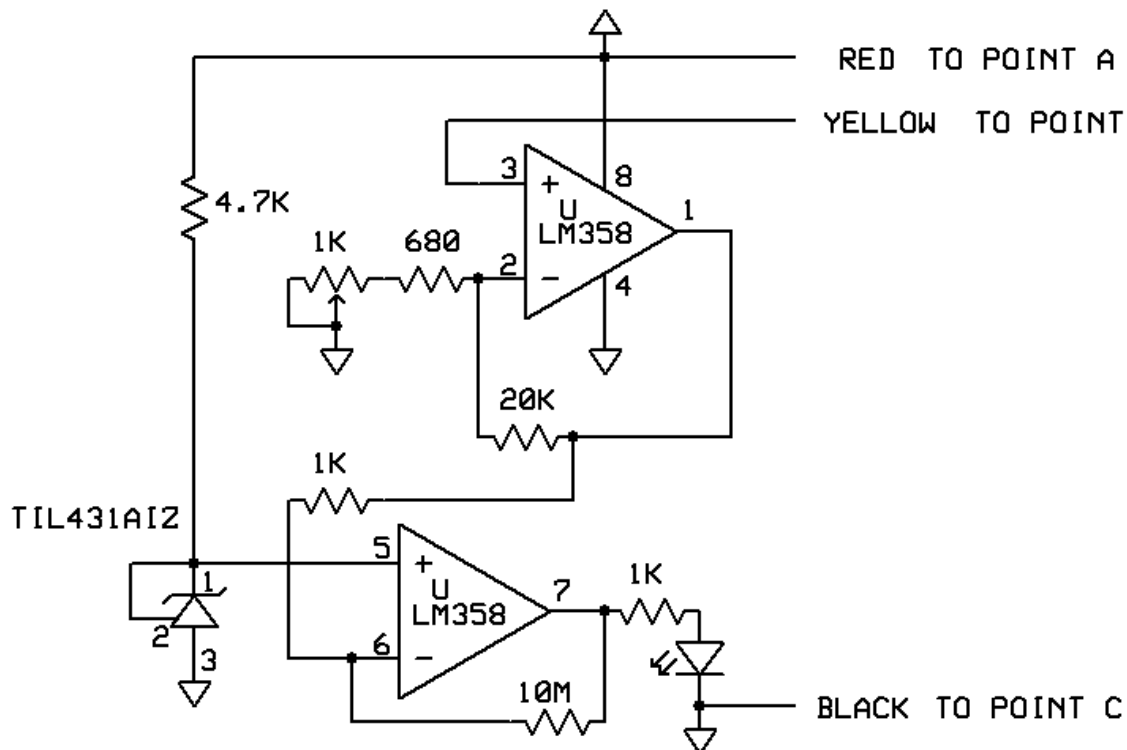 RED TO POINT A
YELLOW TO POINT
3
8
+
U
LM358
1
4.7K
1K
680
2
-
4
20K
1K
TIL431AIZ
5
+
U
LM358
7
1K
1
2
6
-
3
10M
BLACK TO POINT C